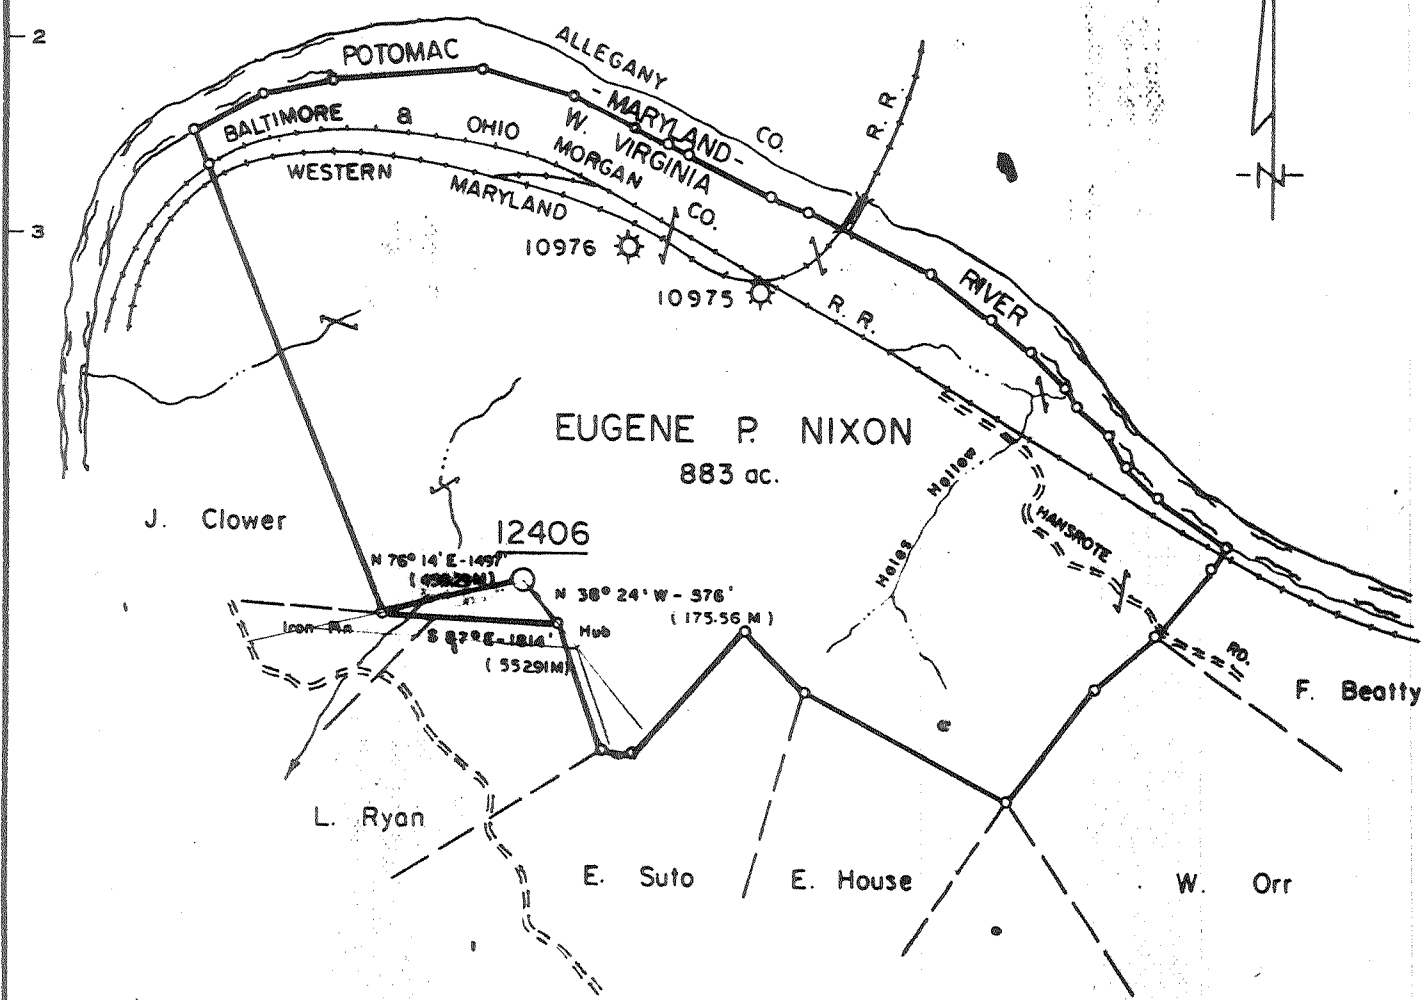 2
3
POTOMAC
ALLEGANY
CO.
- MARYLAND -
W. VIRGINIA
MORGAN
CO.
BALTIMORE & OHIO
R. R.
WESTERN
MARYLAND
R. R.
RIVER
10976
10975
N
EUGENE P. NIXON
883 ac.
Hollow
Holes
HANSROTE
RD.
J. Clower
12406
N 76° 14' E - 1497'
N 38° 24' W - 576'
(175.56 M)
Iron Pin
S 87° E - 1814'
Hub
(552.91M)
F. Beatty
L. Ryan
E. Suto
E. House
W. Orr